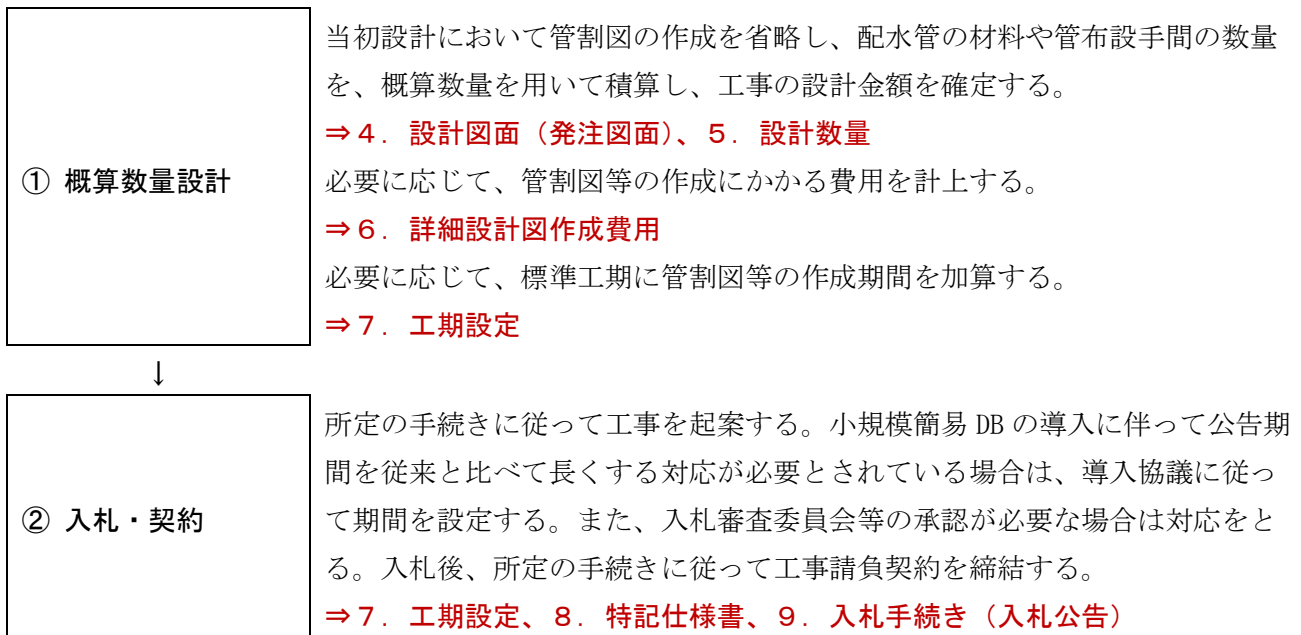 ① 概算数量設計
当初設計において管割図の作成を省略し、配水管の材料や管布設手間の数量
を、概算数量を用いて積算し、工事の設計金額を確定する。
⇒４．設計図面（発注図面）、５．設計数量
必要に応じて、管割図等の作成にかかる費用を計上する。
⇒６．詳細設計図作成費用
必要に応じて、標準工期に管割図等の作成期間を加算する。
⇒７．工期設定
↓
② 入札・契約
所定の手続きに従って工事を起案する。小規模簡易 DB の導入に伴って公告期
間を従来と比べて長くする対応が必要とされている場合は、導入協議に従っ
て期間を設定する。また、入札審査委員会等の承認が必要な場合は対応をと
る。入札後、所定の手続きに従って工事請負契約を締結する。
⇒７．工期設定、８．特記仕様書、９．入札手続き（入札公告）